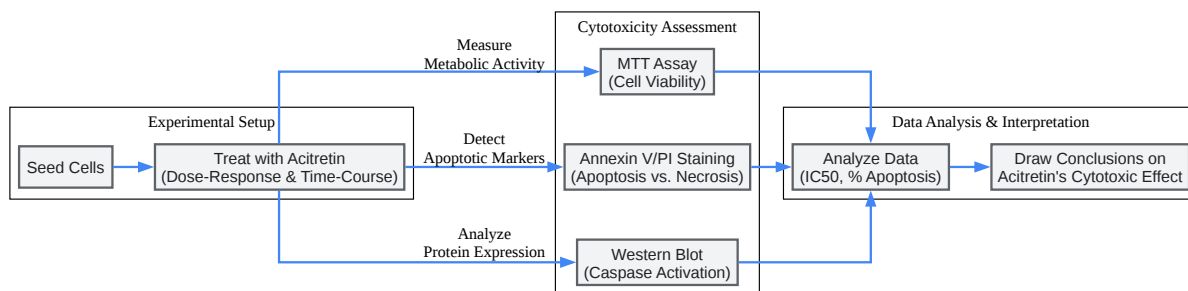 Experimental Setup
Seed Cells
Treat with Acitretin
(Dose-Response & Time-Course)
Measure
Metabolic Activity
Detect
Apoptotic Markers
Analyze
Protein Expression
Cytotoxicity Assessment
MTT Assay
(Cell Viability)
Annexin V/PI Staining
(Apoptosis vs. Necrosis)
Western Blot
(Caspase Activation)
Data Analysis & Interpretation
Analyze Data
(IC50, % Apoptosis)
Draw Conclusions on
Acitretin's Cytotoxic Effect